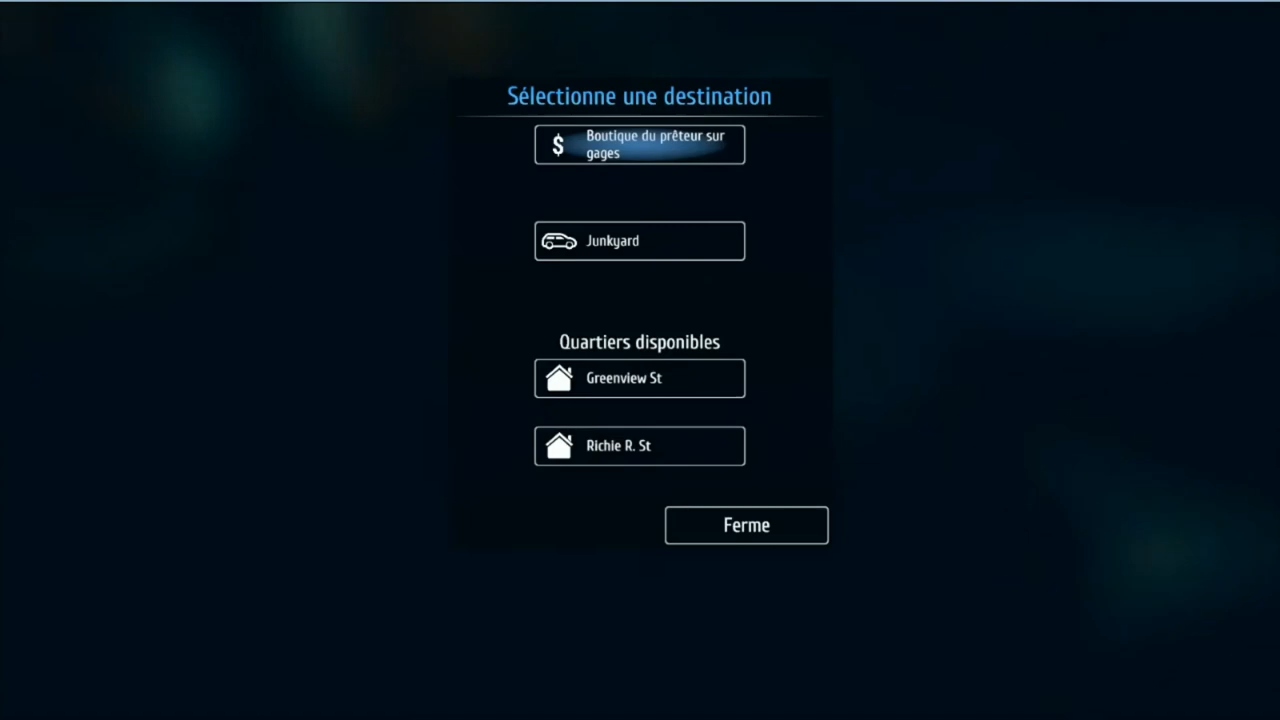 Sélectionne une destination
$ Boutique du prêteur sur
gages
Junkyard
Quartiers disponibles
Greenview St
Richie R. St
Ferme